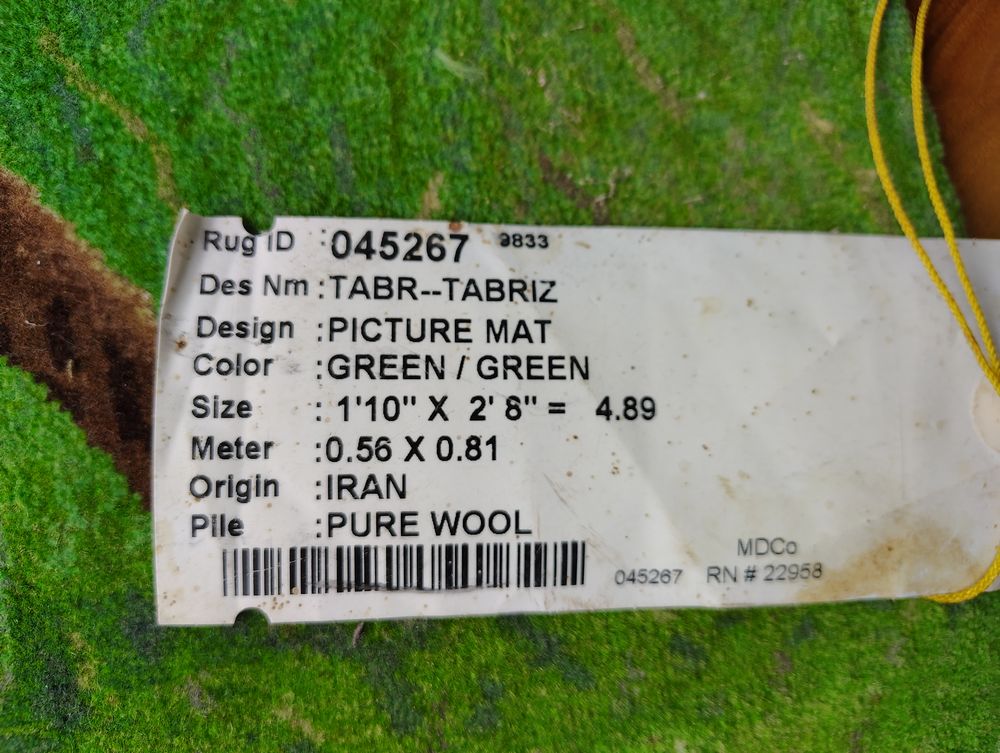 Rug ID : 045267 9833
Des Nm : TABR--TABRIZ
Design : PICTURE MAT
Color : GREEN / GREEN
Size : 1'10" X 2' 8" = 4.89
Meter : 0.56 X 0.81
Origin : IRAN
Pile : PURE WOOL
MDCo
045267 RN # 22958